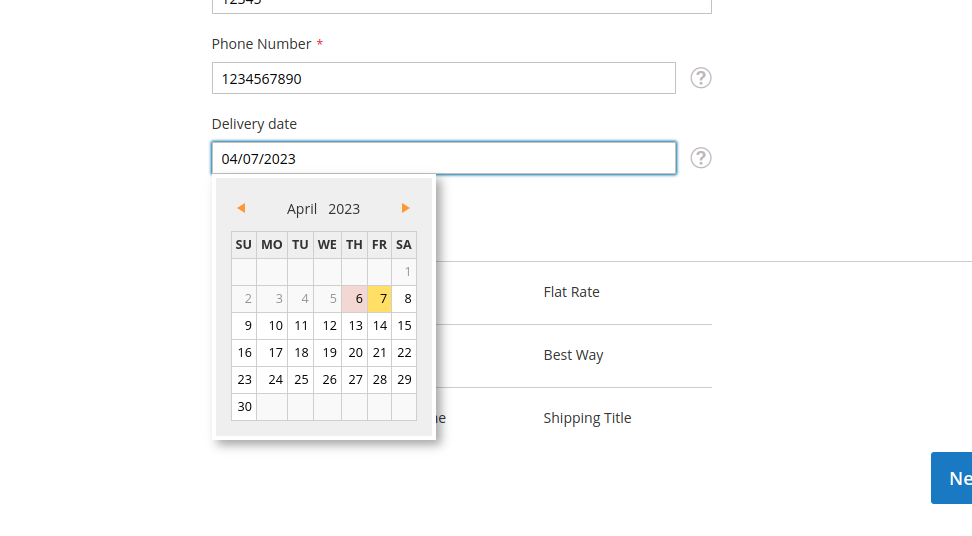 12345
Phone Number *
1234567890
?
Delivery date
04/07/2023
?
April 2023
SU MO TU WE TH FR SA
1
2 3 4 5 6 7 8
9 10 11 12 13 14 15
16 17 18 19 20 21 22
23 24 25 26 27 28 29
30
Flat Rate
Best Way
Shipping Title
Ne